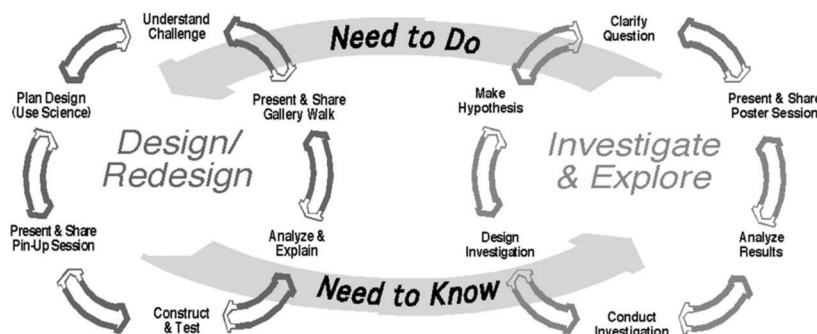 Understand
Challenge
Need to Do
Clarify
Question
Plan Design
(Use Science)
Present & Share
Gallery Walk
Make
Hypothesis
Present & Share
Poster Session
Design/
Redesign
Investigate
& Explore
Present & Share
Pin-Up Session
Analyze &
Explain
Design
Investigation
Analyze
Results
Need to Know
Construct
& Test
Conduct
Investigation